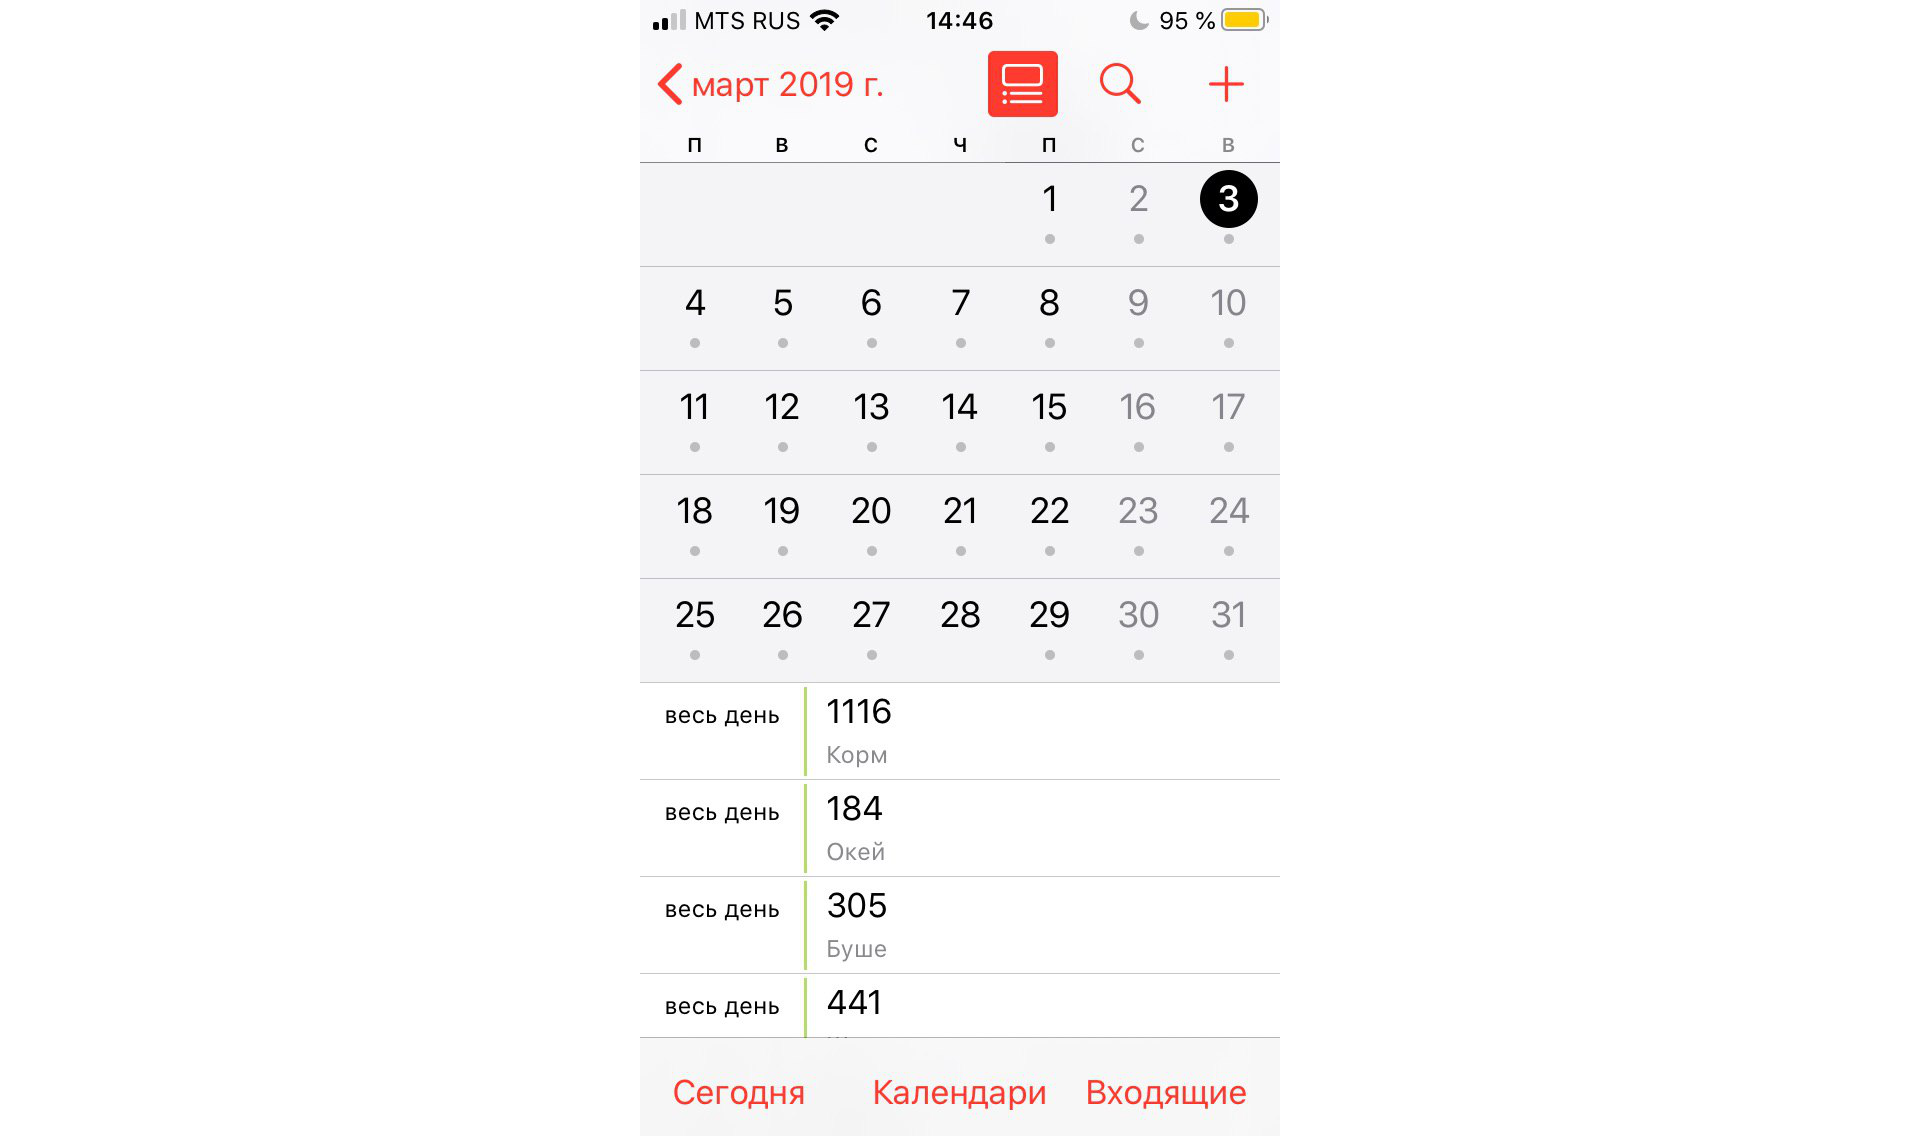 MTS RUS 14:46 95 %
март 2019 г.
П В С Ч П С В
1 2 3
4 5 6 7 8 9 10
11 12 13 14 15 16 17
18 19 20 21 22 23 24
25 26 27 28 29 30 31
весь день 1116
Корм
весь день 184
Окей
весь день 305
Буше
весь день 441
Сегодня Календари Входящие